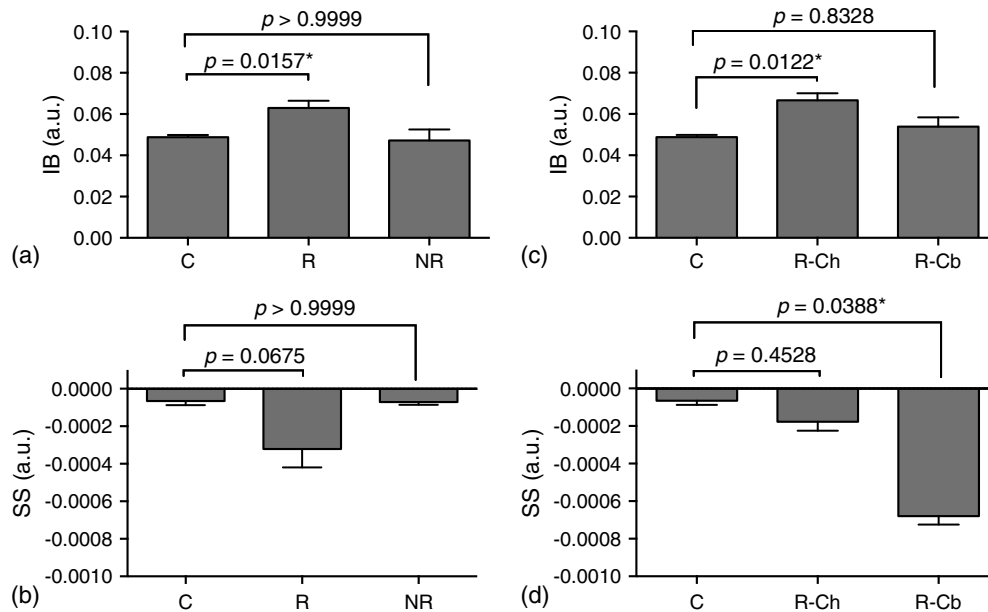 p > 0.9999
p = 0.0157*
0.10
0.08
0.06
0.04
0.02
0.00
IB (a.u.)
C
R
NR
(a)
p = 0.8328
p = 0.0122*
0.10
0.08
0.06
0.04
0.02
0.00
IB (a.u.)
C
R-Ch
R-Cb
(c)
p > 0.9999
p = 0.0675
0.0000
-0.0002
-0.0004
-0.0006
-0.0008
-0.0010
SS (a.u.)
C
R
NR
(b)
p = 0.0388*
p = 0.4528
0.0000
-0.0002
-0.0004
-0.0006
-0.0008
-0.0010
SS (a.u.)
C
R-Ch
R-Cb
(d)